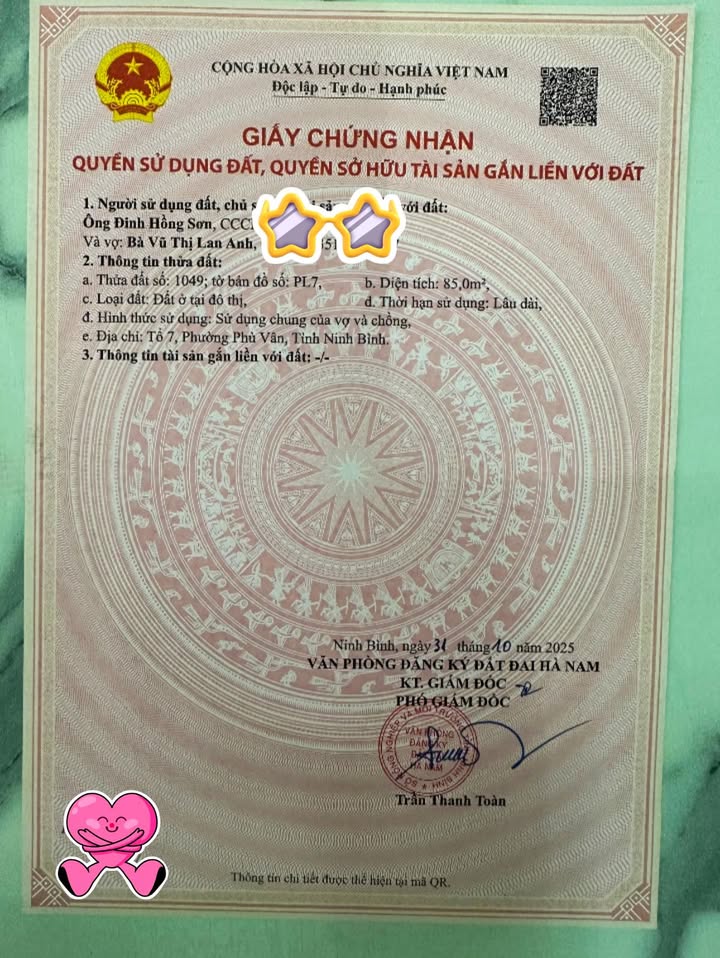 CỘNG HÒA XÃ HỘI CHỦ NGHĨA VIỆT NAM
Độc lập - Tự do - Hạnh phúc
GIẤY CHỨNG NHẬN
QUYỀN SỬ DỤNG ĐẤT, QUYỀN SỞ HỮU TÀI SẢN GẮN LIỀN VỚI ĐẤT
1. Người sử dụng đất, chủ với đất:
Ông Đinh Hồng Sơn,
Và vợ: Bà Vũ Thị Lan Anh,
2. Thông tin thửa đất:
a. Thửa đất số: 1049; tờ bản đồ số: PL7, b. Diện tích: 85,0m²,
c. Loại đất: Đất ở tại đô thị, d. Thời hạn sử dụng: Lâu dài,
đ. Hình thức sử dụng: Sử dụng chung của vợ và chồng,
e. Địa chỉ: Tổ 7, Phường Phù Vân, Tỉnh Ninh Bình.
3. Thông tin tài sản gắn liền với đất: -/-
Ninh Bình, ngày 31 tháng 10 năm 2025
VĂN PHÒNG ĐĂNG KÝ ĐẤT ĐAI HÀ NAM
KT. GIÁM ĐỐC
PHÓ GIÁM ĐỐC
VĂN PHÒNG
ĐĂNG KÝ
HÀ NAM
Trần Thanh Toàn
Thông tin chi tiết được thể hiện tại mã QR.